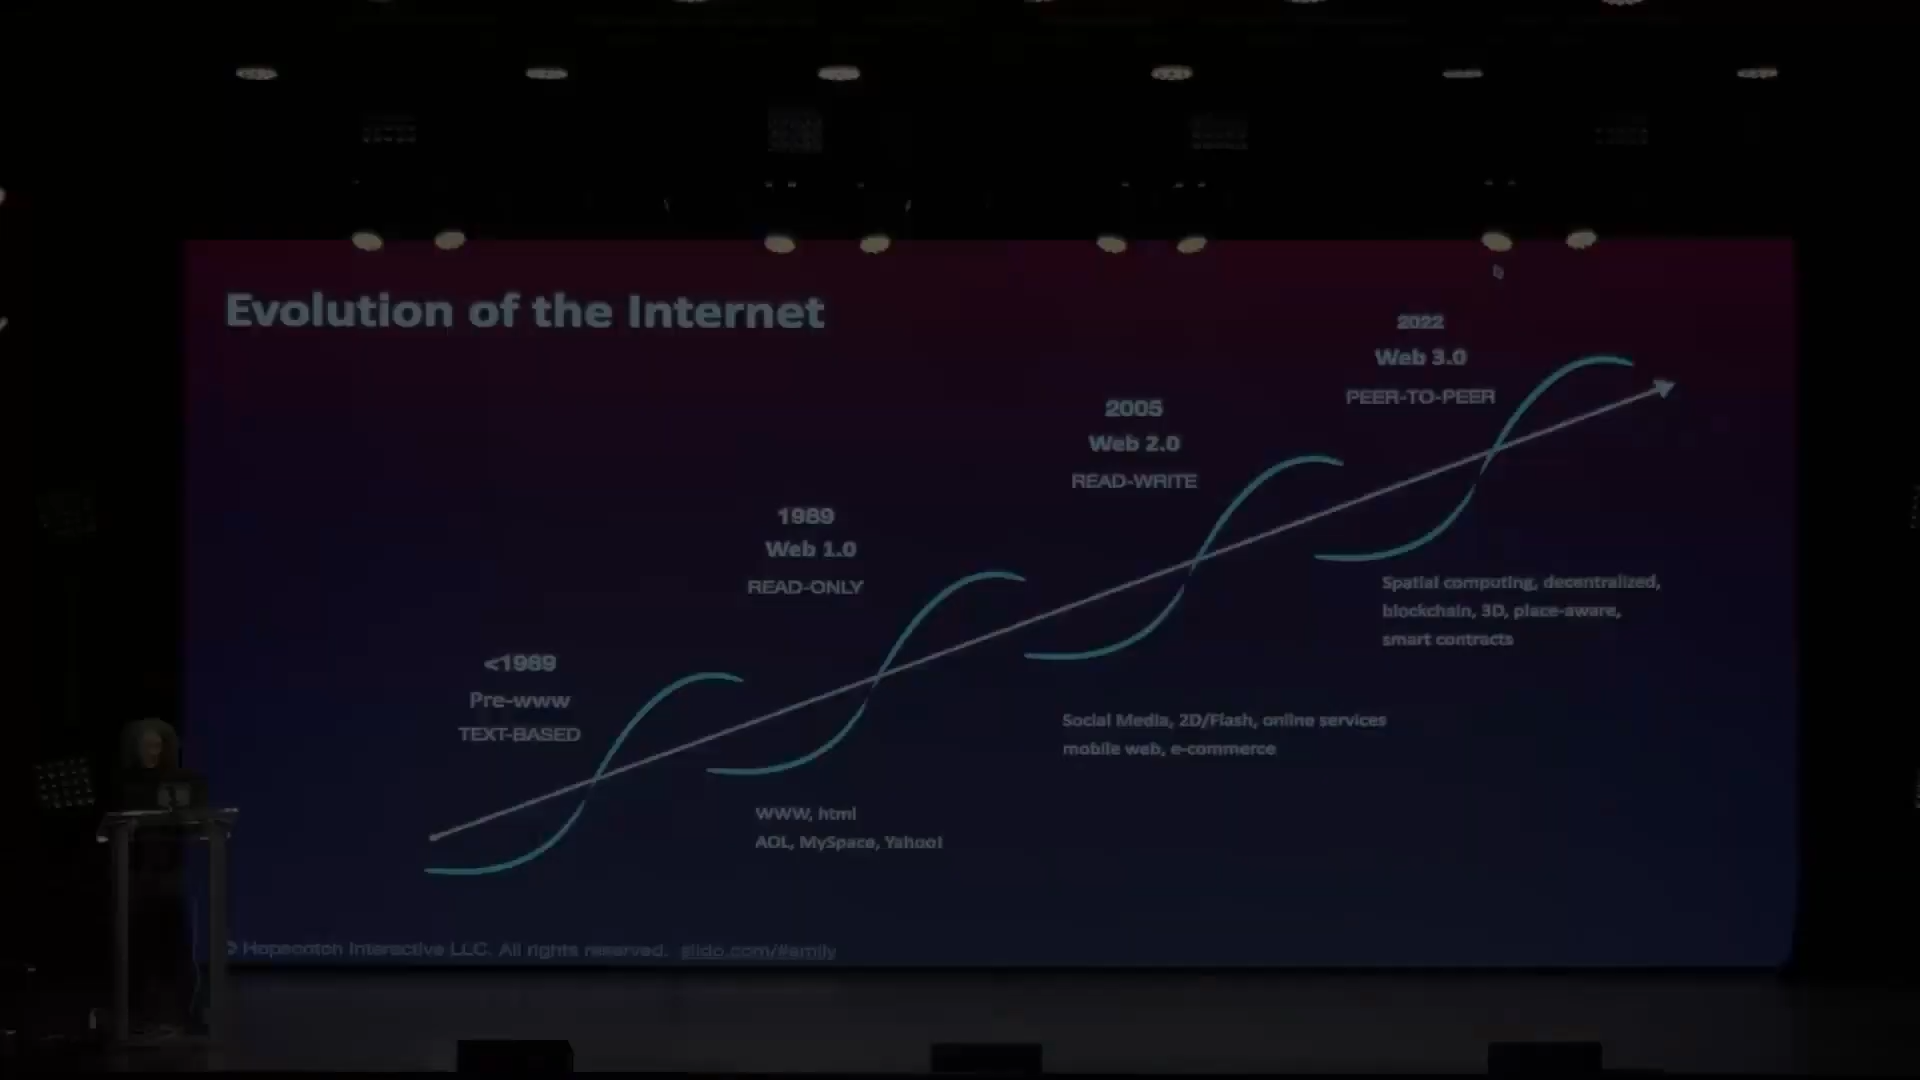 Evolution of the Internet
<1989
Pre-www
TEXT-BASED
1989
Web 1.0
READ-ONLY
WWW, html
AOL, MySpace, Yahoo!
2005
Web 2.0
READ-WRITE
Social Media, 2D/Flash, online services
mobile web, e-commerce
2022
Web 3.0
PEER-TO-PEER
Spatial computing, decentralized,
blockchain, 3D, place-aware,
smart contracts
© Hopscotch Interactive LLC. All rights reserved. slido.com/#emily